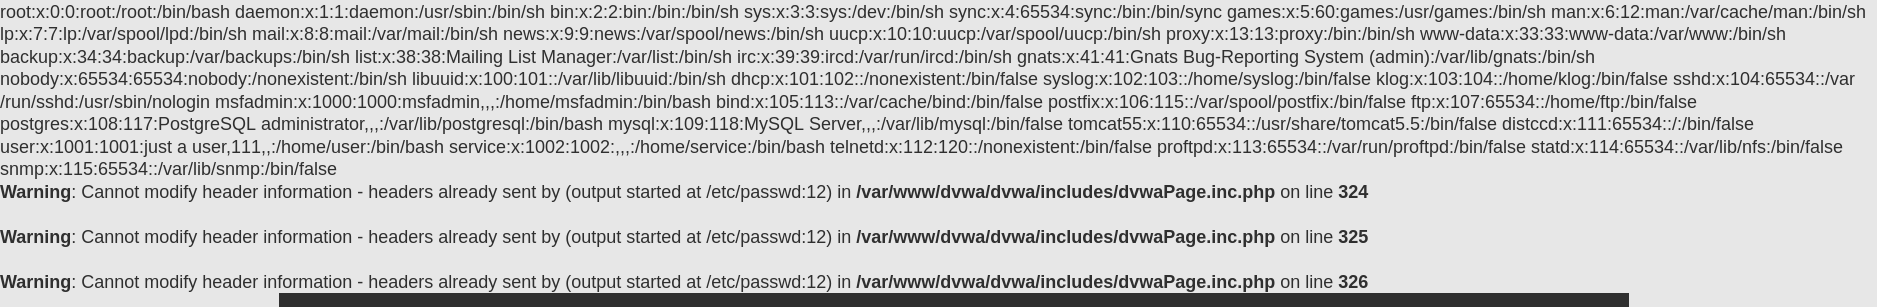 root:x:0:0:root:/root:/bin/bash daemon:x:1:1:daemon:/usr/sbin:/bin/sh bin:x:2:2:bin:/bin:/bin/sh sys:x:3:3:sys:/dev:/bin/sh sync:x:4:65534:sync:/bin:/bin/sync games:x:5:60:games:/usr/games:/bin/sh man:x:6:12:man:/var/cache/man:/bin/sh
lp:x:7:7:lp:/var/spool/lpd:/bin/sh mail:x:8:8:mail:/var/mail:/bin/sh news:x:9:9:news:/var/spool/news:/bin/sh uucp:x:10:10:uucp:/var/spool/uucp:/bin/sh proxy:x:13:13:proxy:/bin:/bin/sh www-data:x:33:33:www-data:/var/www:/bin/sh
backup:x:34:34:backup:/var/backups:/bin/sh list:x:38:38:Mailing List Manager:/var/list:/bin/sh irc:x:39:39:ircd:/var/run/ircd:/bin/sh gnats:x:41:41:Gnats Bug-Reporting System (admin):/var/lib/gnats:/bin/sh
nobody:x:65534:65534:nobody:/nonexistent:/bin/sh libuuid:x:100:101::/var/lib/libuuid:/bin/sh dhcp:x:101:102::/nonexistent:/bin/false syslog:x:102:103::/home/syslog:/bin/false klog:x:103:104::/home/klog:/bin/false sshd:x:104:65534::/var
/run/sshd:/usr/sbin/nologin msfadmin:x:1000:1000:msfadmin,,,:/home/msfadmin:/bin/bash bind:x:105:113::/var/cache/bind:/bin/false postfix:x:106:115::/var/spool/postfix:/bin/false ftp:x:107:65534::/home/ftp:/bin/false
postgres:x:108:117:PostgreSQL administrator,,,:/var/lib/postgresql:/bin/bash mysql:x:109:118:MySQL Server,,,:/var/lib/mysql:/bin/false tomcat55:x:110:65534::/usr/share/tomcat5.5:/bin/false distccd:x:111:65534::/:/bin/false
user:x:1001:1001:just a user,111,,:/home/user:/bin/bash service:x:1002:1002:,,,:/home/service:/bin/bash telnetd:x:112:120::/nonexistent:/bin/false proftpd:x:113:65534::/var/run/proftpd:/bin/false statd:x:114:65534::/var/lib/nfs:/bin/false
snmp:x:115:65534::/var/lib/snmp:/bin/false
Warning: Cannot modify header information - headers already sent by (output started at /etc/passwd:12) in /var/www/dvwa/dvwa/includes/dvwaPage.inc.php on line 324
Warning: Cannot modify header information - headers already sent by (output started at /etc/passwd:12) in /var/www/dvwa/dvwa/includes/dvwaPage.inc.php on line 325
Warning: Cannot modify header information - headers already sent by (output started at /etc/passwd:12) in /var/www/dvwa/dvwa/includes/dvwaPage.inc.php on line 326